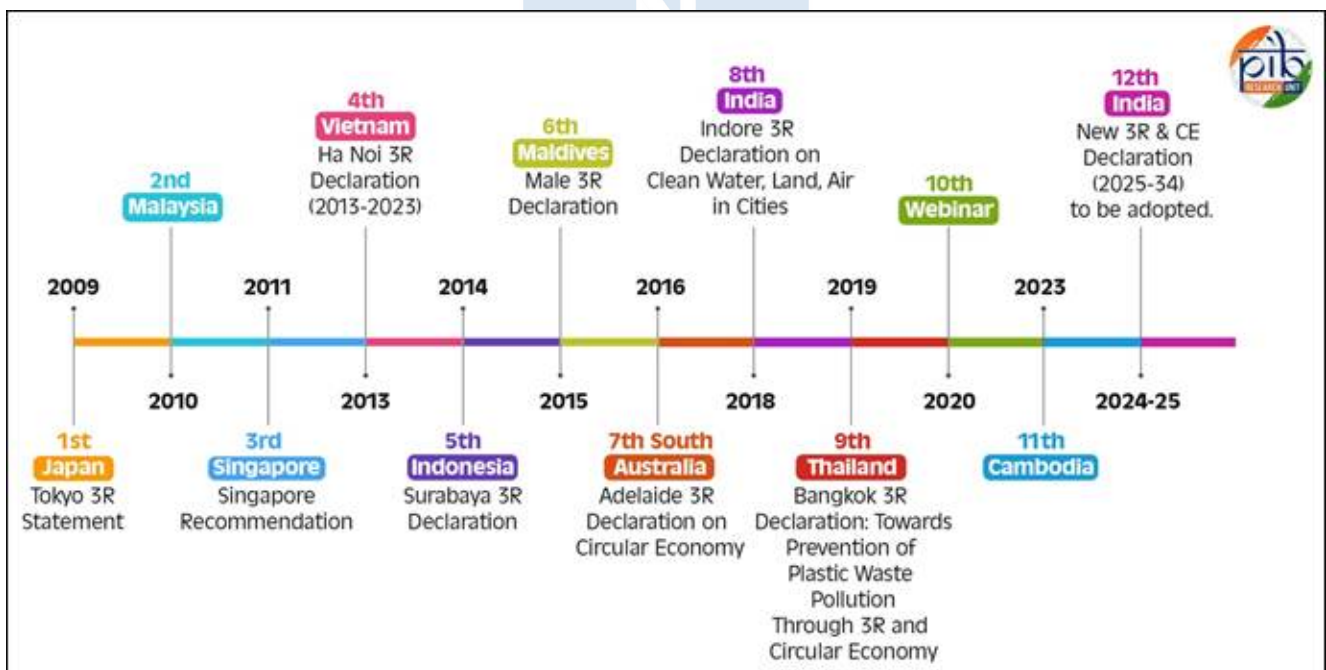 pib
RESEARCH UNIT
8th
India
Indore 3R
Declaration on
Clean Water, Land, Air
in Cities
12th
India
New 3R & CE
Declaration
(2025-34)
to be adopted.
4th
Vietnam
Ha Noi 3R
Declaration
(2013-2023)
6th
Maldives
Male 3R
Declaration
2nd
Malaysia
10th
Webinar
2009
2011
2014
2016
2019
2023
2010
2013
2015
2018
2020
2024-25
1st
Japan
Tokyo 3R
Statement
3rd
Singapore
Singapore
Recommendation
5th
Indonesia
Surabaya 3R
Declaration
7th South
Australia
Adelaide 3R
Declaration on
Circular Economy
9th
Thailand
Bangkok 3R
Declaration: Towards
Prevention of
Plastic Waste
Pollution
Through 3R and
Circular Economy
11th
Cambodia